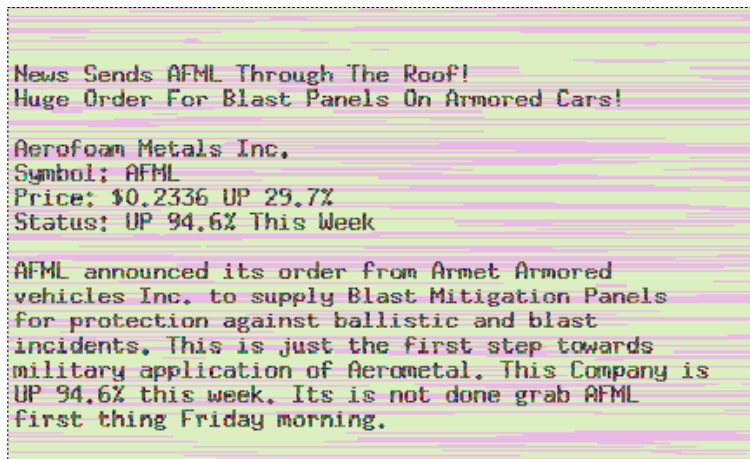 News Sends AFML Through The Roof!
Huge Order For Blast Panels On Armored Cars!
Aerofoam Metals Inc.
Symbol: AFML
Price: $0.2336 UP 29.7%
Status: UP 94.6% This Week
AFML announced its order from Armet Armored
vehicles Inc. to supply Blast Mitigation Panels
for protection against ballistic and blast
incidents. This is just the first step towards
military application of Aerometal. This Company is
UP 94.6% this week. Its is not done grab AFML
first thing Friday morning.